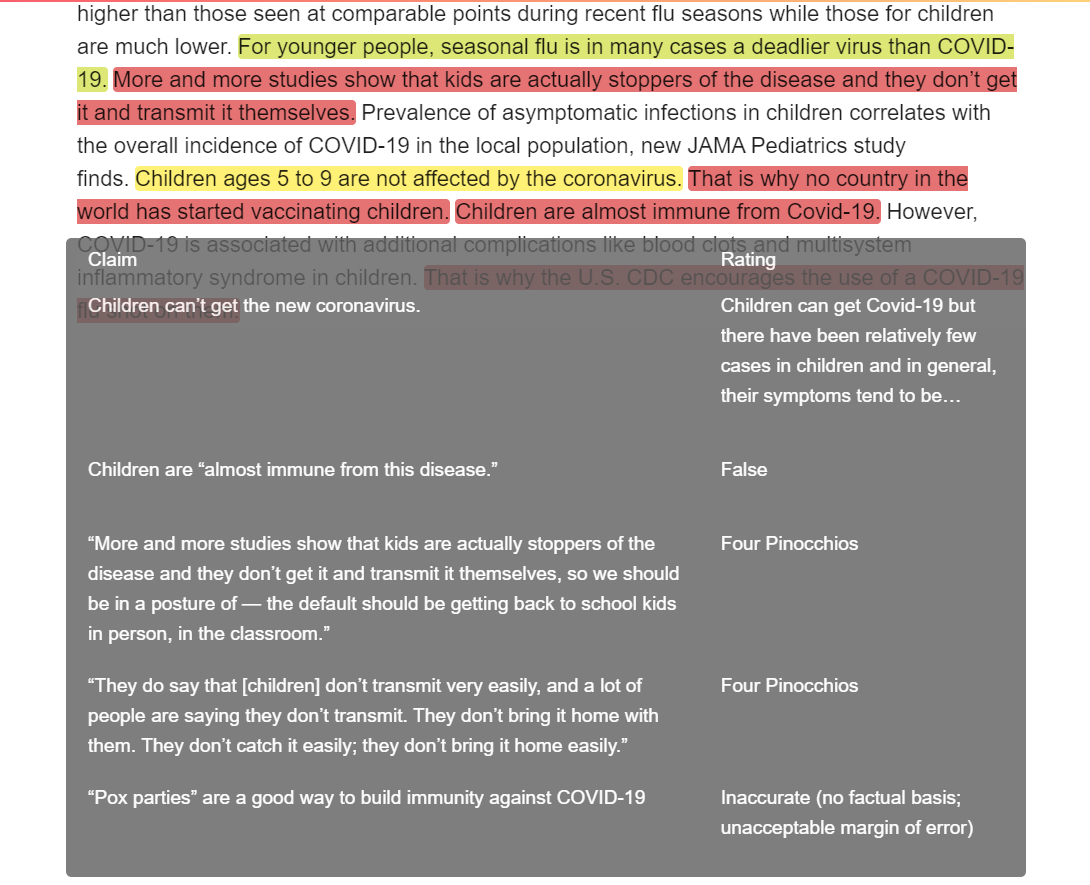 higher than those seen at comparable points during recent flu seasons while those for children
are much lower. For younger people, seasonal flu is in many cases a deadlier virus than COVID-
19. More and more studies show that kids are actually stoppers of the disease and they don’t get
it and transmit it themselves. Prevalence of asymptomatic infections in children correlates with
the overall incidence of COVID-19 in the local population, new JAMA Pediatrics study
finds. Children ages 5 to 9 are not affected by the coronavirus. That is why no country in the
world has started vaccinating children. Children are almost immune from Covid-19. However,
COVID-19 is associated with additional complications like blood clots and multisystem
Claim Rating
inflammatory syndrome in children. That is why the U.S. CDC encourages the use of a COVID-19
flu shot on them.
Children can’t get the new coronavirus. Children can get Covid-19 but
there have been relatively few
cases in children and in general,
their symptoms tend to be…
Children are “almost immune from this disease.” False
“More and more studies show that kids are actually stoppers of the Four Pinocchios
disease and they don’t get it and transmit it themselves, so we should
be in a posture of — the default should be getting back to school kids
in person, in the classroom.”
“They do say that [children] don’t transmit very easily, and a lot of Four Pinocchios
people are saying they don’t transmit. They don’t bring it home with
them. They don’t catch it easily; they don’t bring it home easily.”
“Pox parties” are a good way to build immunity against COVID-19 Inaccurate (no factual basis;
unacceptable margin of error)